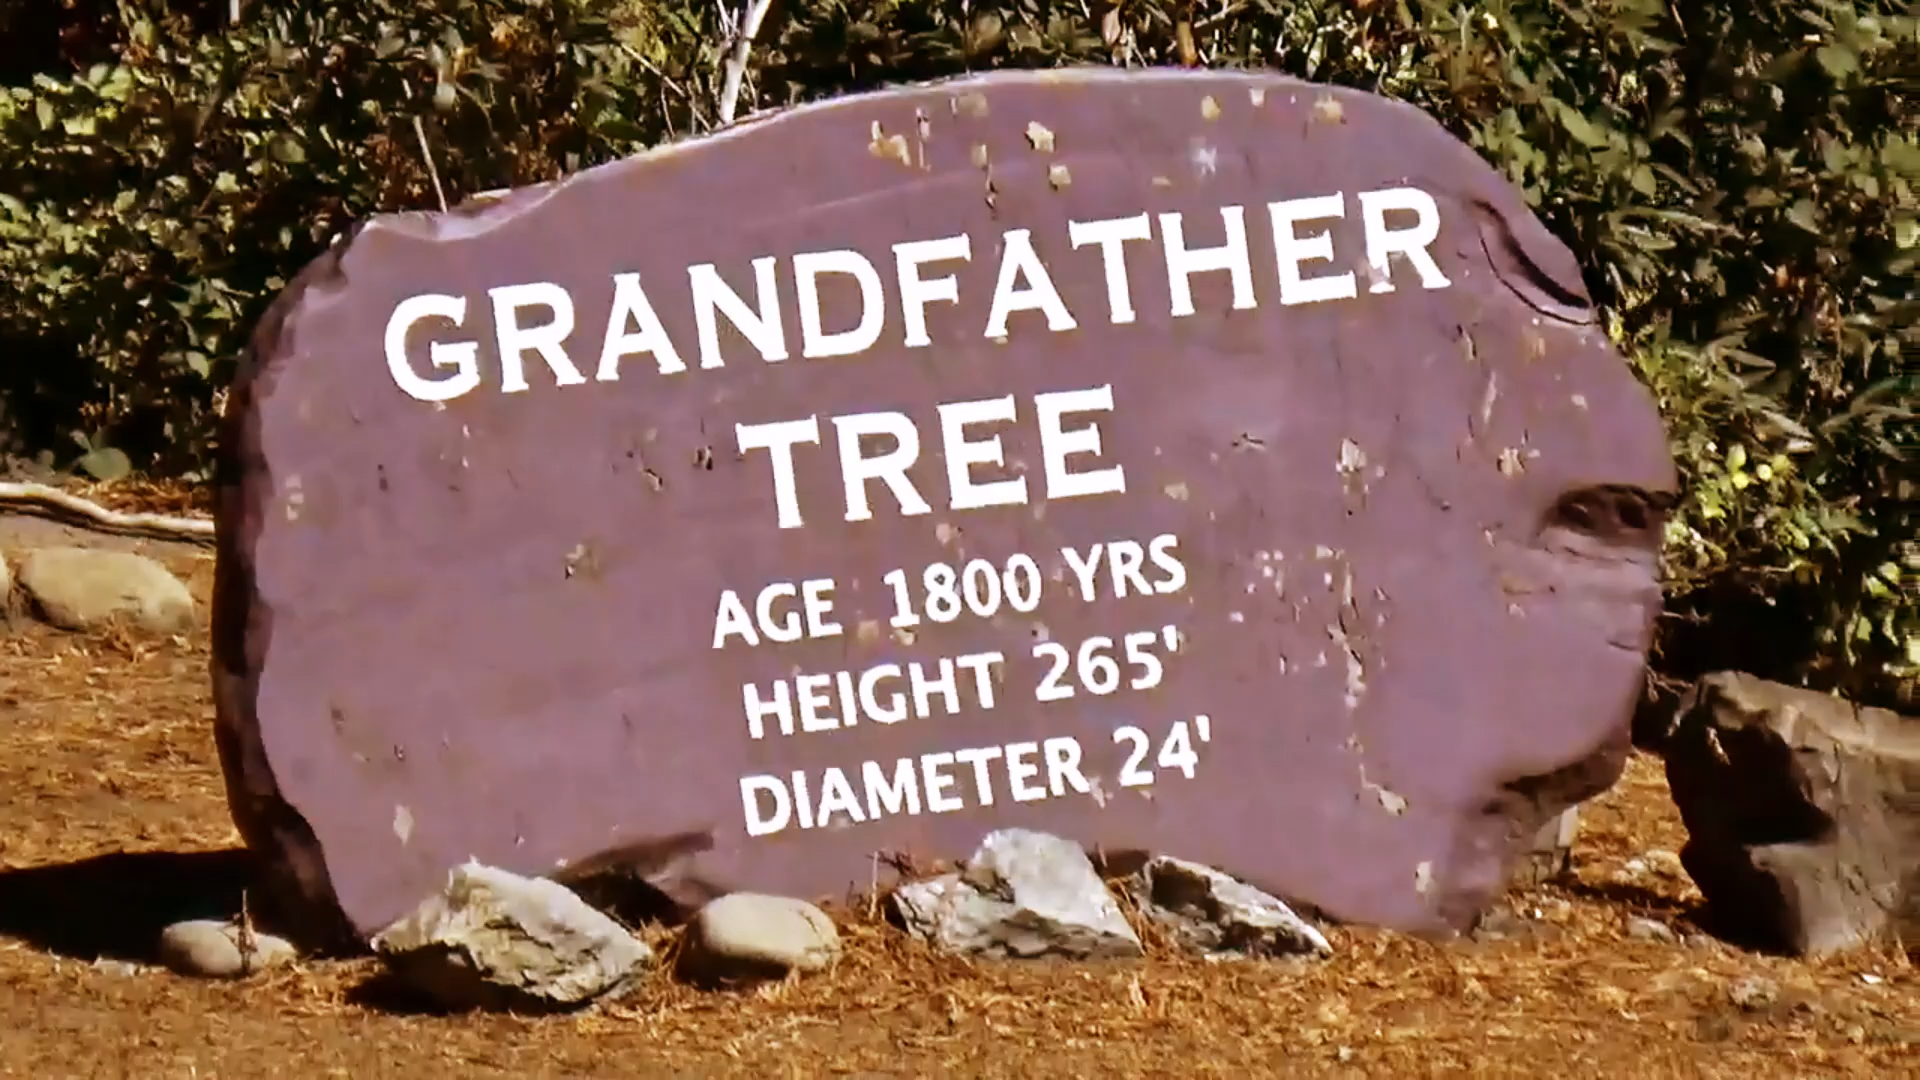 GRANDFATHER
TREE
AGE 1800 YRS
HEIGHT 265'
DIAMETER 24'